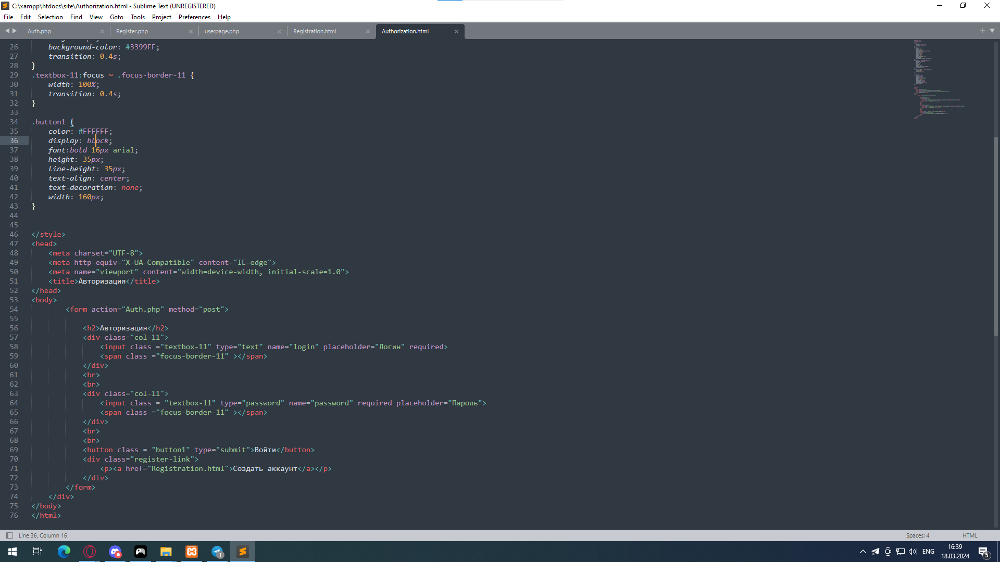 C:\xampp\htdocs\site\Authorization.html - Sublime Text (UNREGISTERED)
File Edit Selection Find View Goto Tools Project Preferences Help
Auth.php Register.php userpage.php Registration.html Authorization.html
26 background-color: #3399FF;
27 transition: 0.4s;
28 }
29 .textbox-11:focus ~ .focus-border-11 {
30 width: 100%;
31 transition: 0.4s;
32 }
33
34 .button1 {
35 color: #FFFFFF;
36 display: block;
37 font:bold 16px arial;
38 height: 35px;
39 line-height: 35px;
40 text-align: center;
41 text-decoration: none;
42 width: 160px;
43 }
44
45
46 </style>
47 <head>
48 <meta charset="UTF-8">
49 <meta http-equiv="X-UA-Compatible" content="IE=edge">
50 <meta name="viewport" content="width=device-width, initial-scale=1.0">
51 <title>Авторизация</title>
52 </head>
53 <body>
54 <form action="Auth.php" method="post">
55
56 <h2>Авторизация</h2>
57 <div class="col-11">
58 <input class ="textbox-11" type="text" name="login" placeholder="Логин" required>
59 <span class ="focus-border-11" ></span>
60 </div>
61 <br>
62 <br>
63 <div class="col-11">
64 <input class = "textbox-11" type="password" name="password" required placeholder="Пароль">
65 <span class ="focus-border-11" ></span>
66 </div>
67 <br>
68 <br>
69 <button class = "button1" type="submit">Войти</button>
70 <div class="register-link">
71 <p><a href="Registration.html">Создать аккаунт</a></p>
72 </div>
73 </form>
74 </div>
75 </body>
76 </html>
Line 36, Column 16 Spaces: 4 HTML
1 ENG 16:39 5
18.03.2024